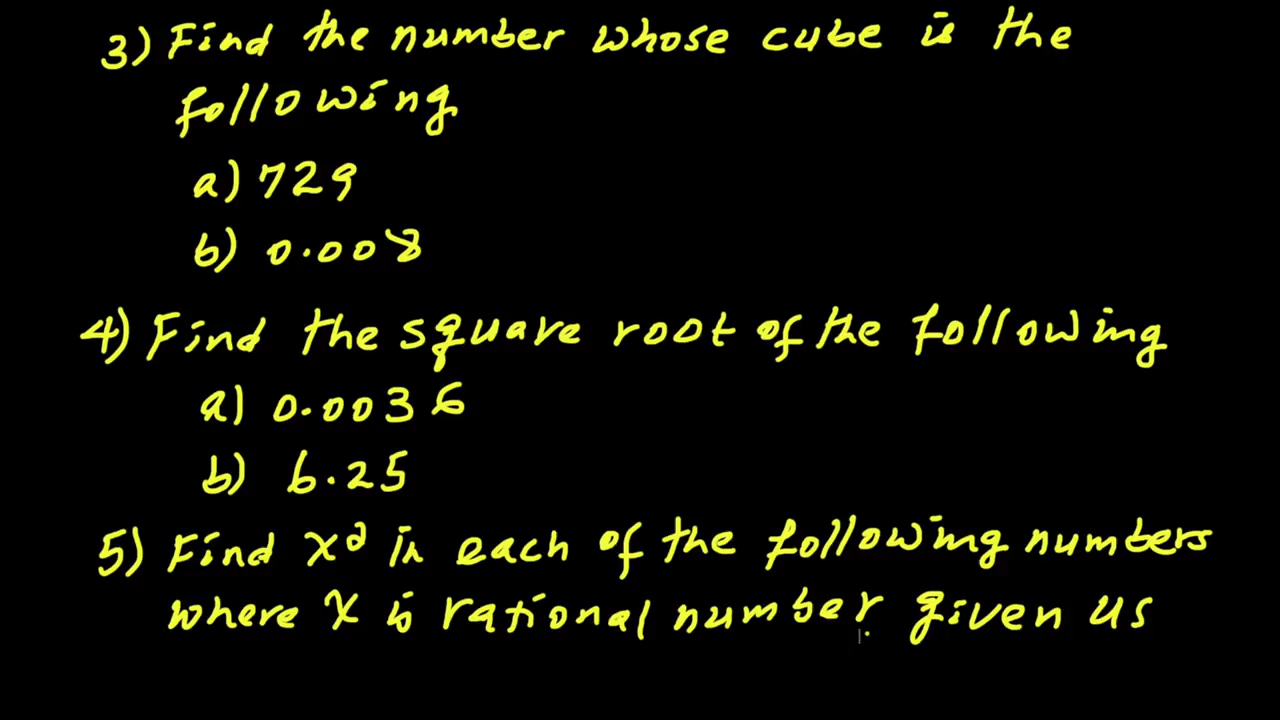 3) Find the number whose cube is the
following
a) 729
b) 0.008
4) Find the square root of the following
a) 0.0036
b) 6.25
5) Find x² in each of the following numbers
where x is rational number given us